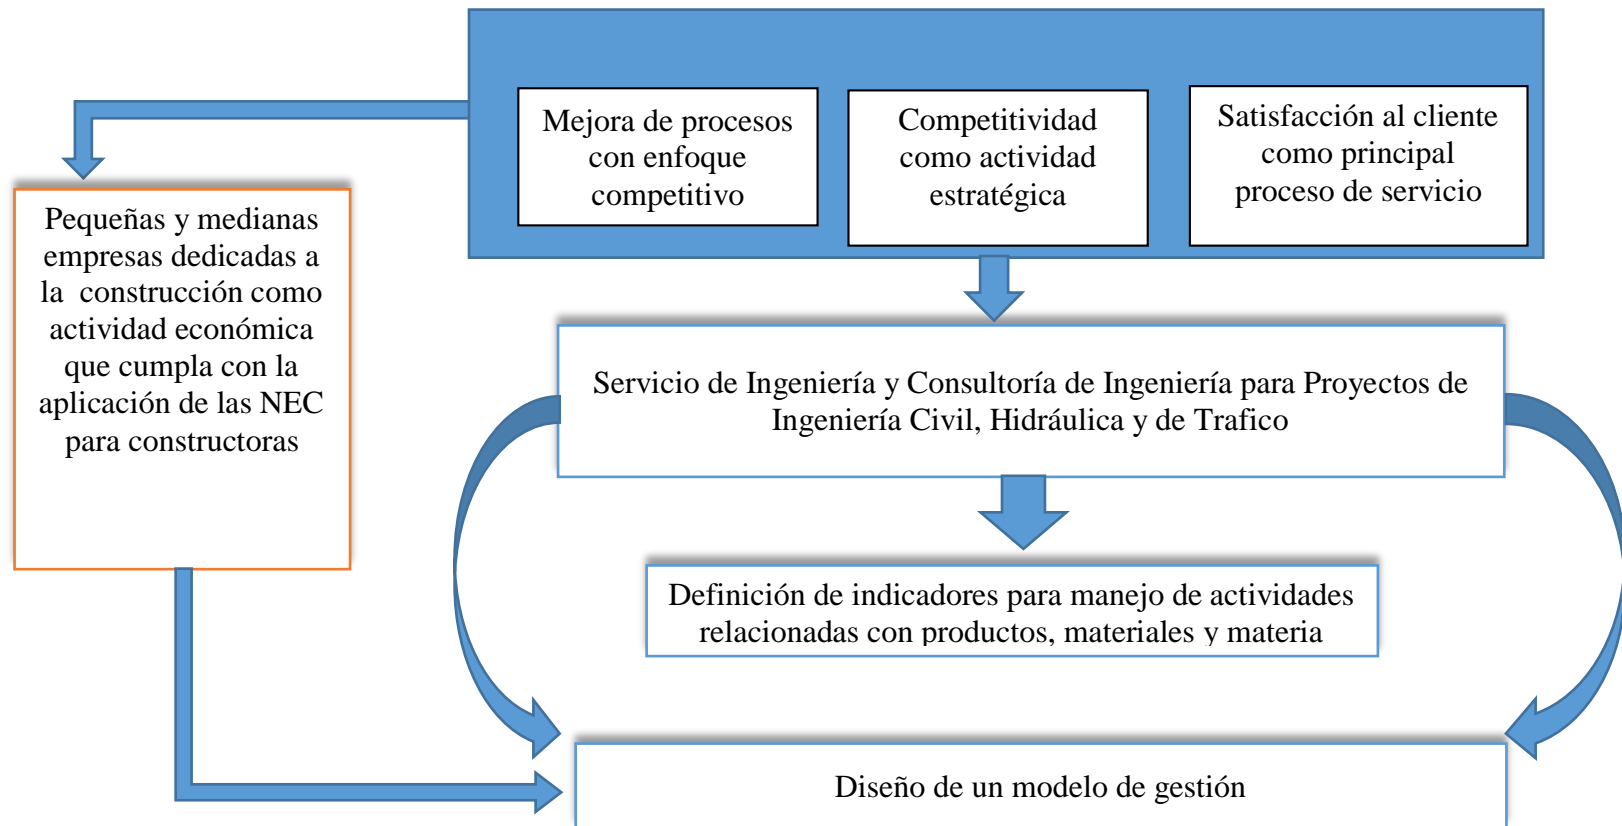 Mejora de procesos
con enfoque
competitivo
Competitividad
como actividad
estratégica
Satisfacción al cliente
como principal
proceso de servicio
Pequeñas y medianas
empresas dedicadas a
la construcción como
actividad económica
que cumpla con la
aplicación de las NEC
para constructoras
Servicio de Ingeniería y Consultoría de Ingeniería para Proyectos de
Ingeniería Civil, Hidráulica y de Trafico
Definición de indicadores para manejo de actividades
relacionadas con productos, materiales y materia
Diseño de un modelo de gestión